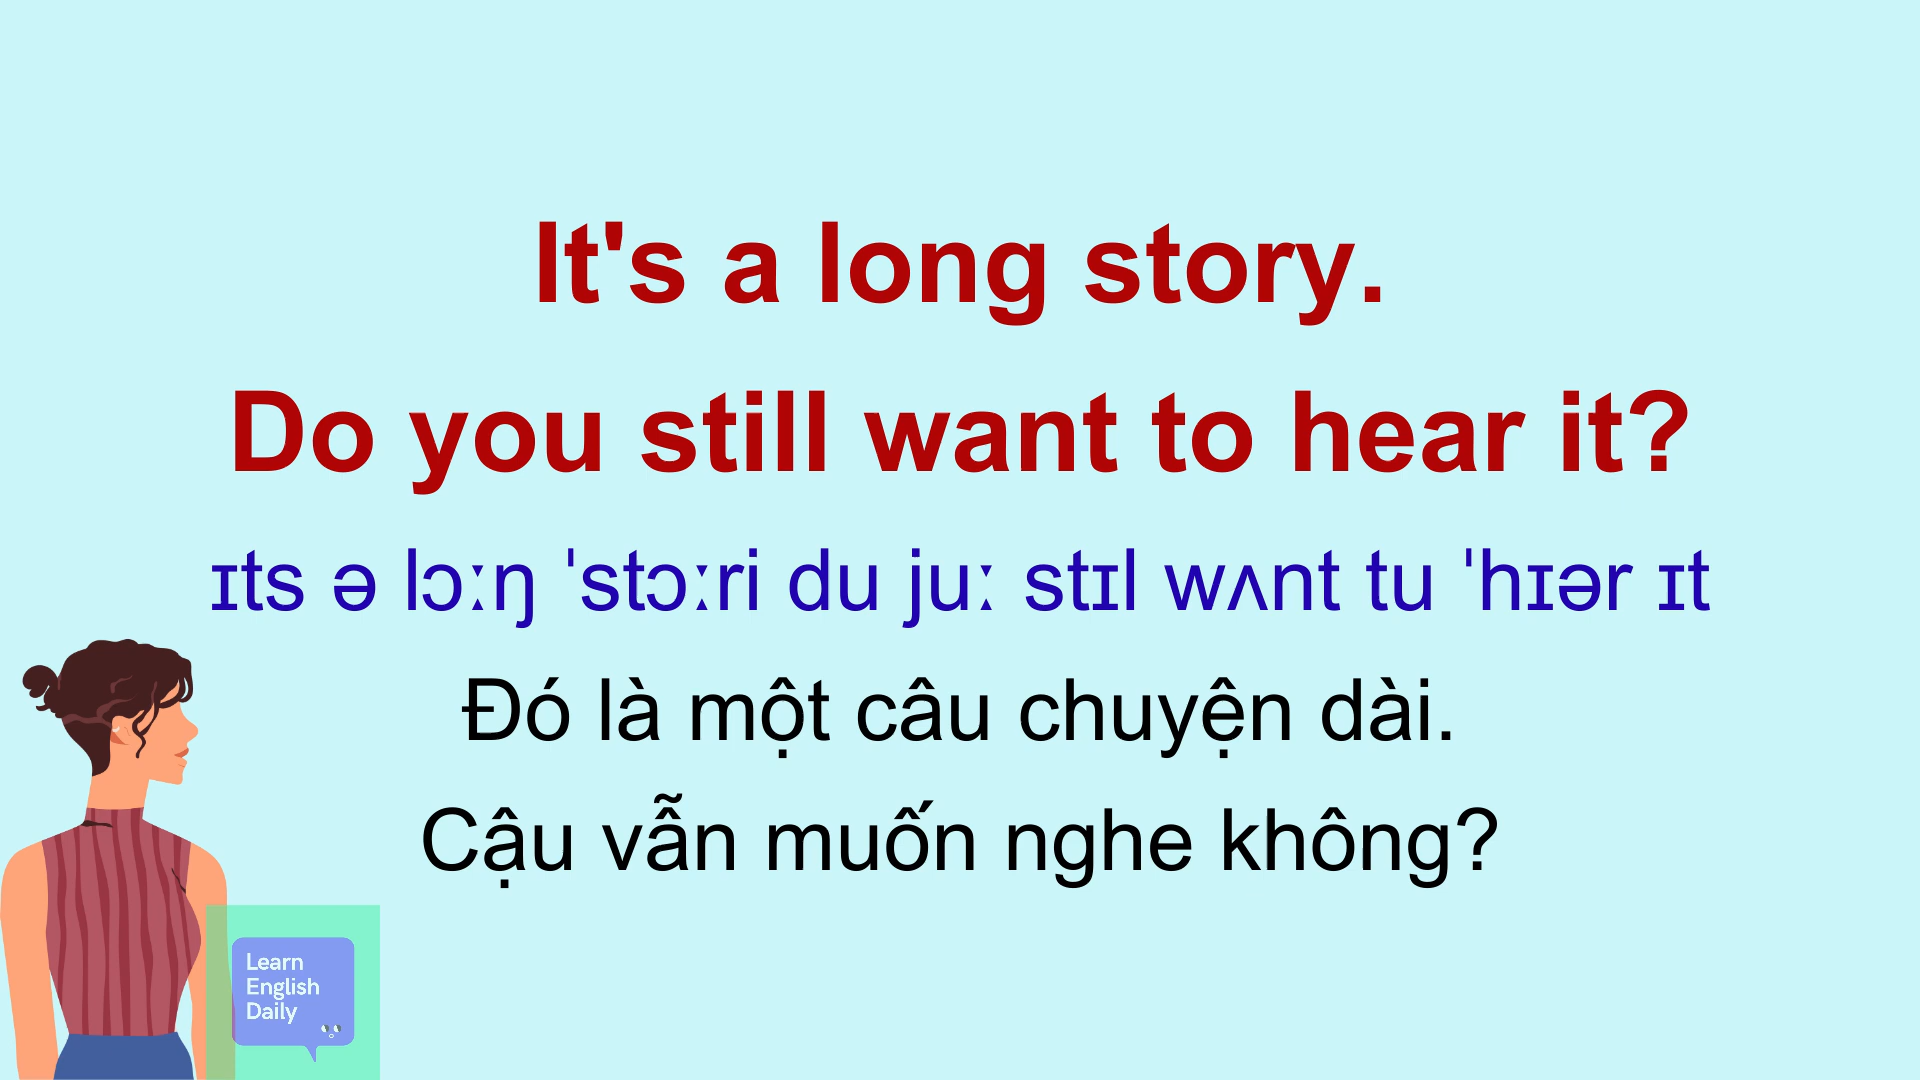 It's a long story.
Do you still want to hear it?
ɪts ə lɔːŋ ˈstɔːri du juː stɪl wʌnt tu ˈhɪər ɪt
Đó là một câu chuyện dài.
Cậu vẫn muốn nghe không?
Learn
English
Daily